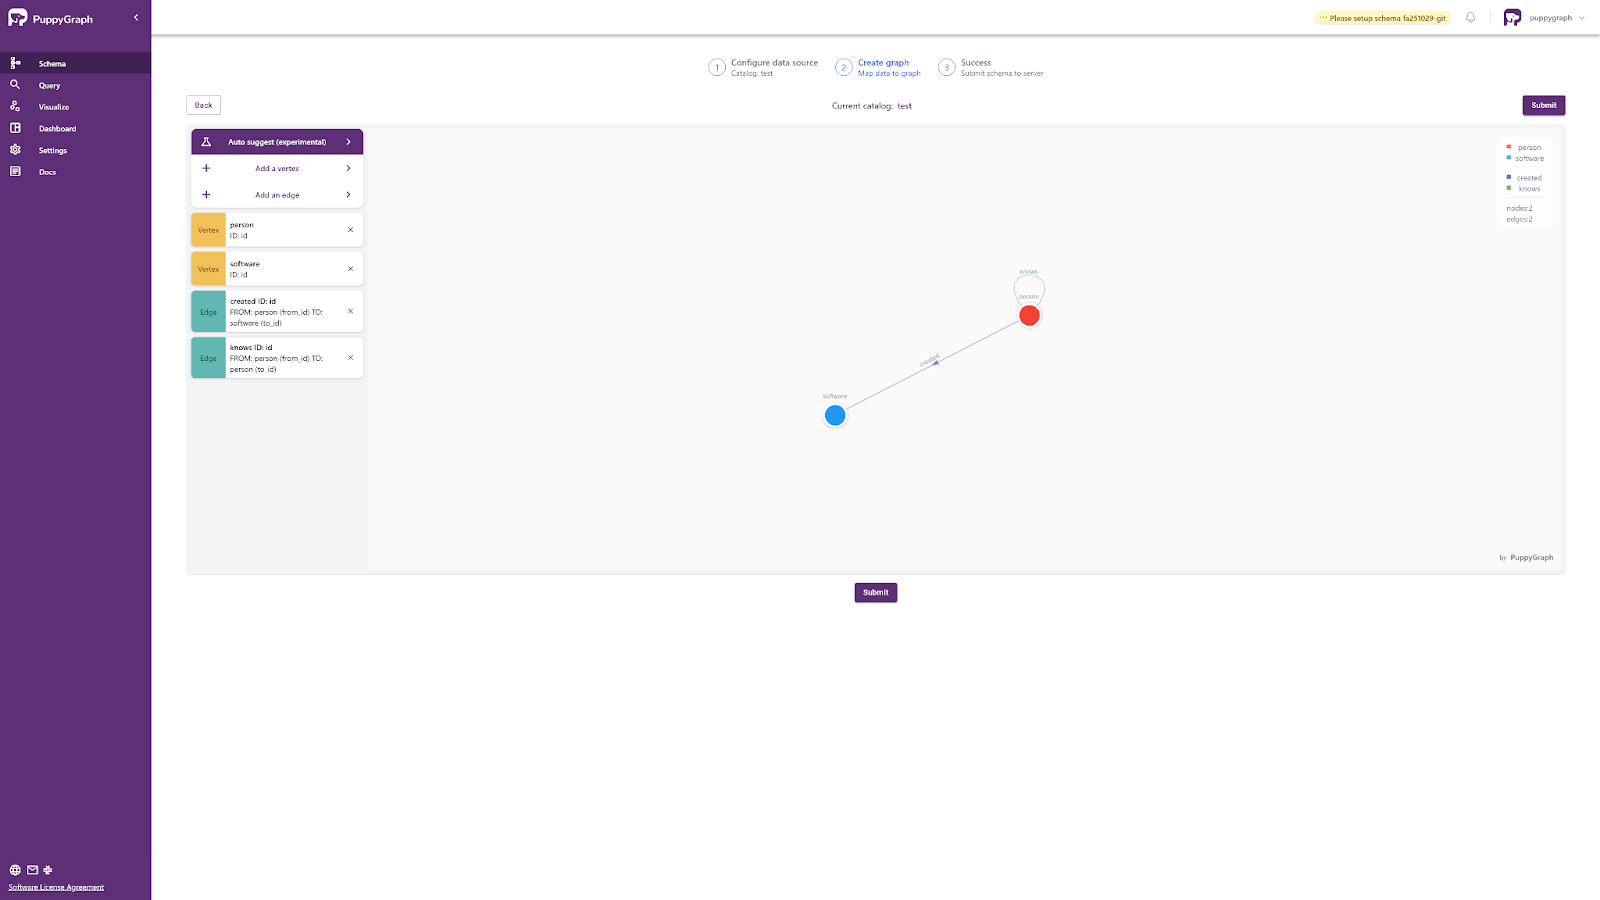 PuppyGraph
Please setup schema fa251029-git
puppygraph
Schema
Query
Visualize
Dashboard
Settings
Docs
1
Configure data source
Catalog: test
2
Create graph
Map data to graph
3
Success
Submit schema to server
Back
Current catalog: test
Submit
Auto suggest (experimental)
Add a vertex
Add an edge
Vertex
person
ID: id
Vertex
software
ID: id
Edge
created ID: id
FROM: person (from_id) TO:
software (to_id)
Edge
knows ID: id
FROM: person (from_id) TO:
person (to_id)
person
software
created
knows
nodes:2
edges:2
knows
person
created
software
by PuppyGraph
Submit
Software License Agreement